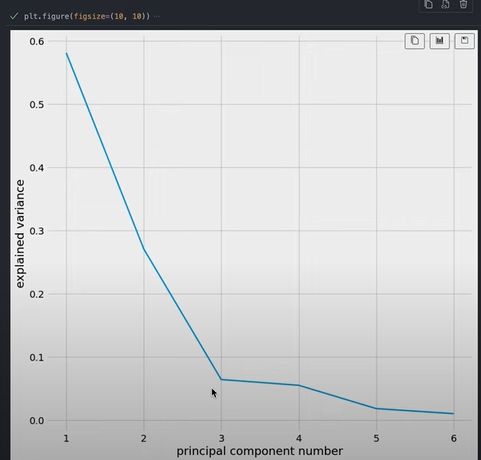 plt.figure(figsize=(10, 10)) ...
0.6
0.5
0.4
0.3
0.2
0.1
0.0
explained variance
1 2 3 4 5 6
principal component number